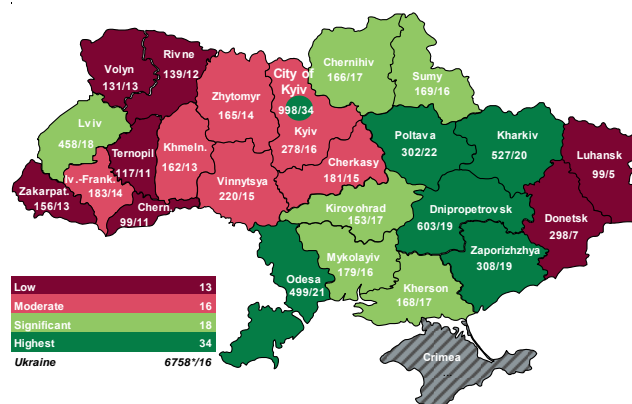 Volyn
131/13
Rivne
139/12
Zhytomyr
165/14
City of
Kyiv
998/34
Kyiv
278/16
Chernihiv
166/17
Sumy
169/16
Lviv
458/18
Ternopil
117/11
Khmeln.
162/13
Iv.-Frank.
183/14
Zakarpat.
156/13
Chern.
99/11
Vinnytsya
220/15
Cherkasy
181/15
Poltava
302/22
Kharkiv
527/20
Luhansk
99/5
Kirovohrad
153/17
Dnipropetrovsk
603/19
Donetsk
298/7
Zaporizhzhya
308/19
Mykolayiv
179/16
Odesa
499/21
Kherson
168/17
Crimea
...
Low 13
Moderate 16
Significant 18
Highest 34
Ukraine 6758*/16